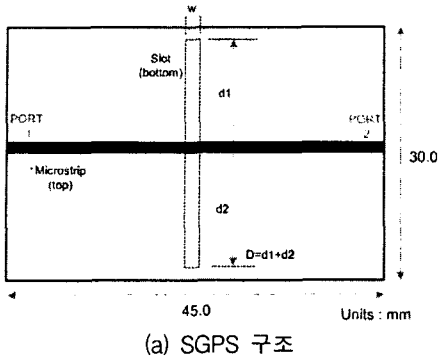 w
Slot
(bottom)
d1
PORT
1
PORT
2
30.0
*Microstrip
(top)
d2
D=d1+d2
45.0
Units : mm
(a) SGPS 구조